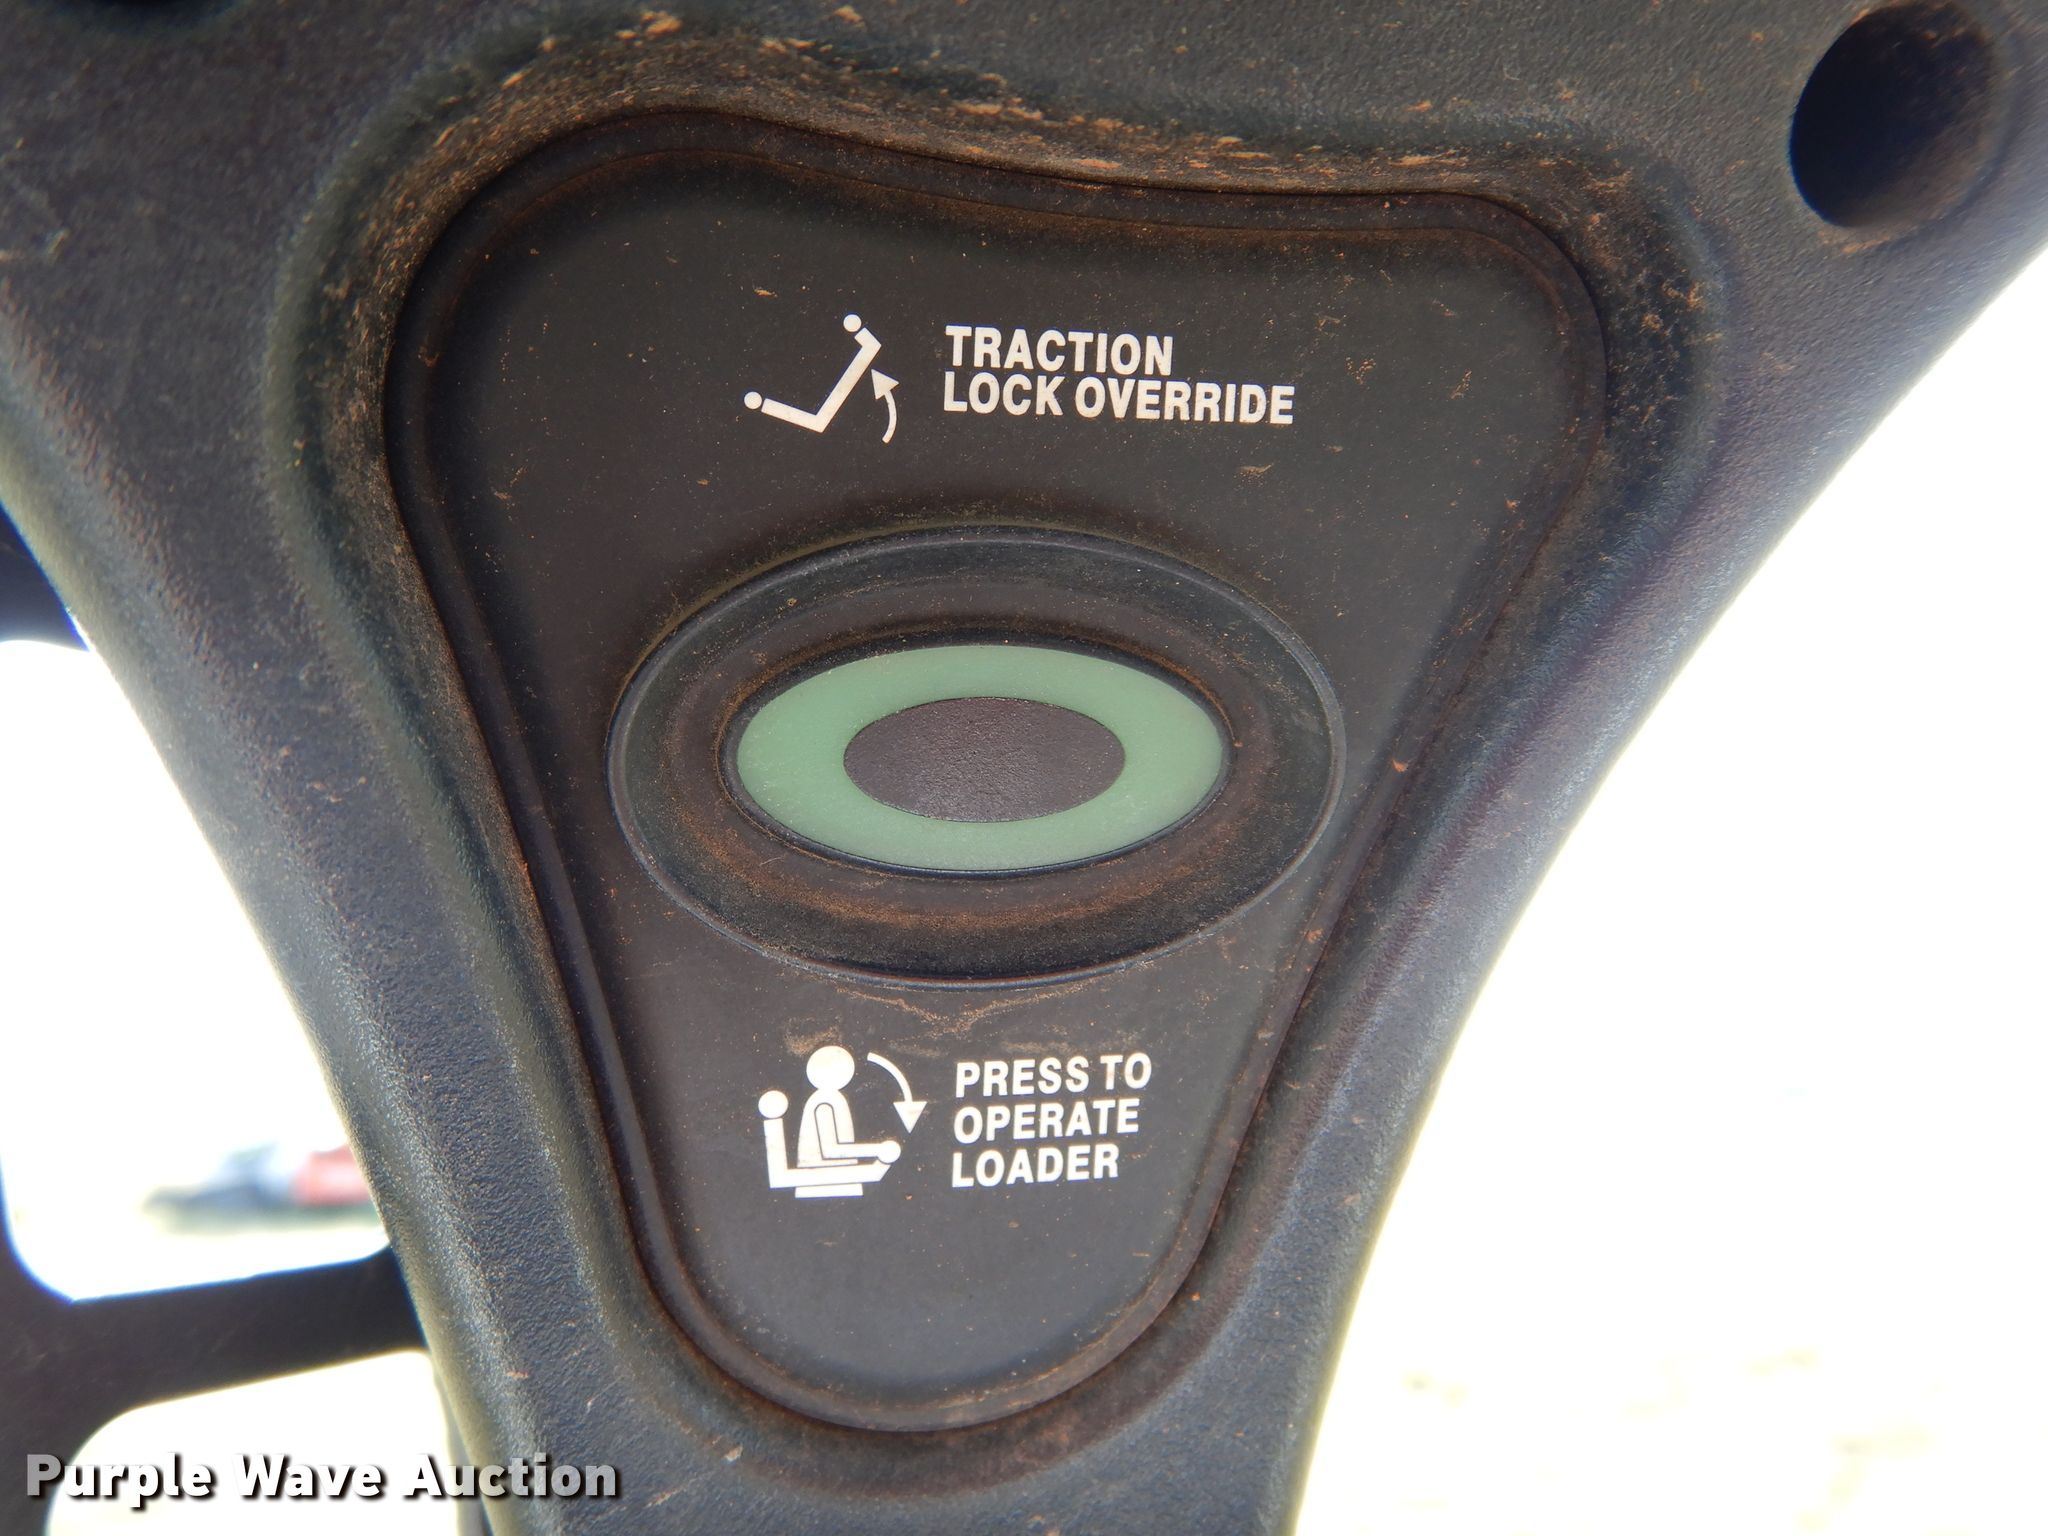 TRACTION
LOCK OVERRIDE
PRESS TO
OPERATE
LOADER
Purple Wave Auction